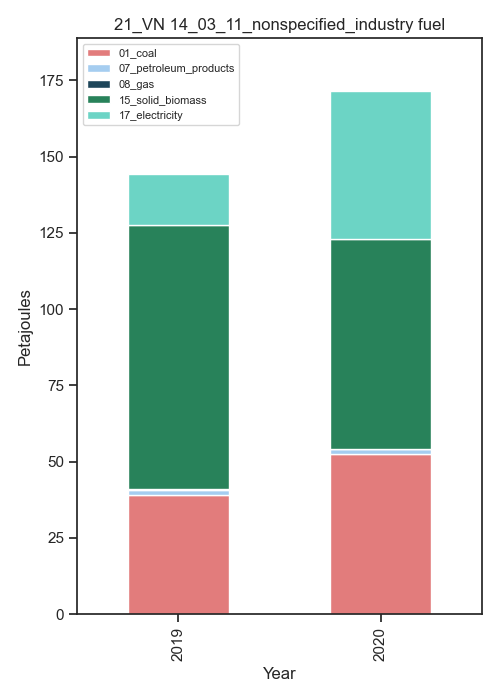 21_VN 14_03_11_nonspecified_industry fuel
01_coal
07_petroleum_products
08_gas
15_solid_biomass
17_electricity
175
150
125
100
75
50
25
0
Petajoules
2019
2020
Year